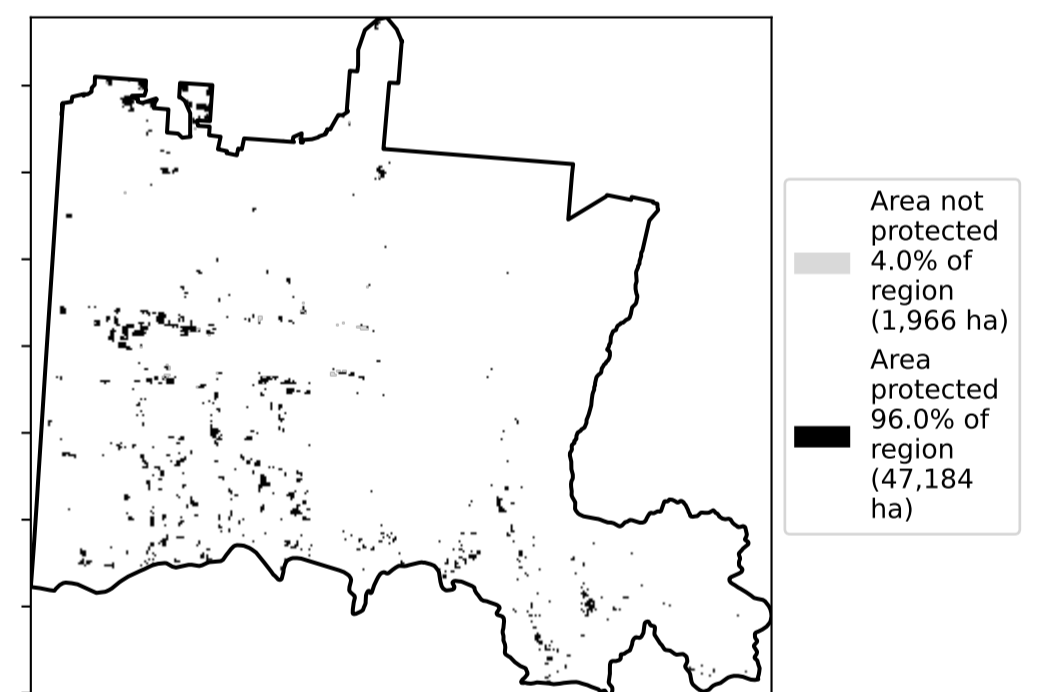 Area not
protected
4.0% of
region
(1,966 ha)
Area
protected
96.0% of
region
(47,184
ha)